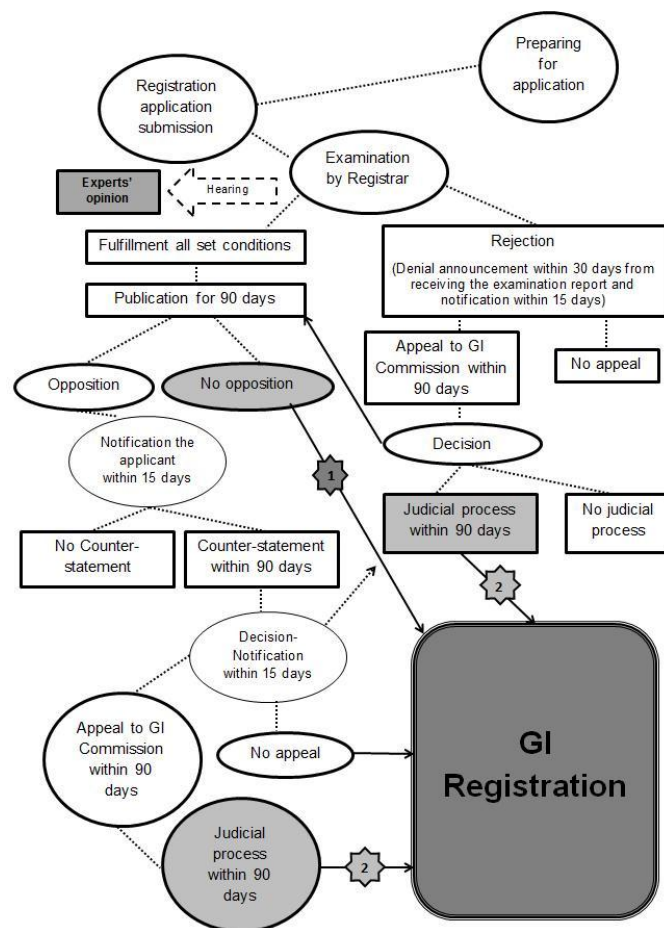 Preparing
for
application
Registration
application
submission
Examination
by Registrar
Experts'
opinion
Hearing
Fulfillment all set conditions
Rejection
(Denial announcement within 30 days from
receiving the examination report and
notification within 15 days)
Publication for 90 days
Appeal to GI
Commission within
90 days
No appeal
Opposition
No opposition
Decision
Notification the
applicant
within 15 days
1
Judicial process
within 90 days
No judicial
process
No Counter-
statement
Counter-statement
within 90 days
2
Decision-
Notification
within 15 days
Appeal to GI
Commission
within 90
days
No appeal
GI
Registration
Judicial
process
within 90
days
2